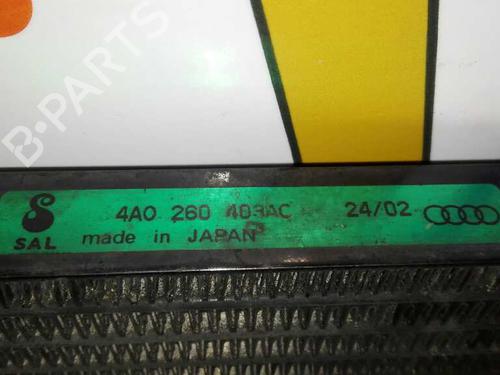 B-PARTS
4A0 260 403AC 24/02
SAL made in JAPAN